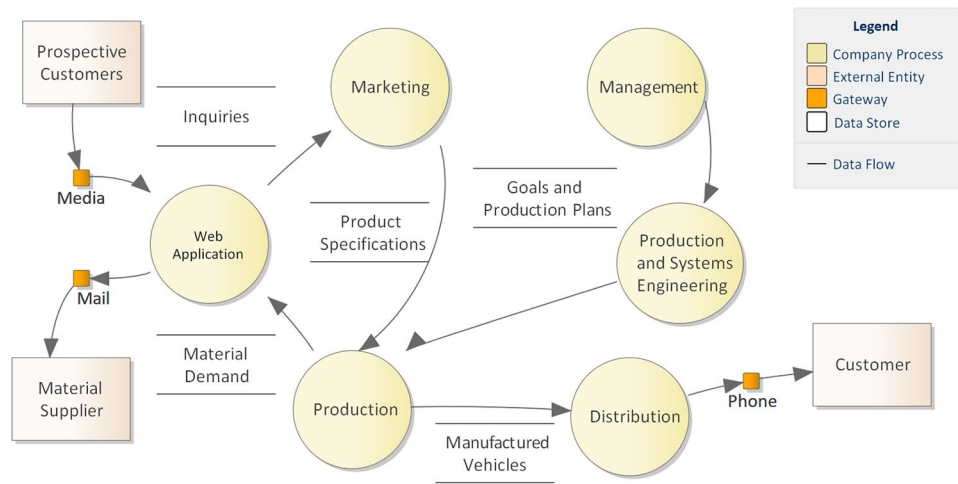 Prospective
Customers
Inquiries
Marketing
Management
Legend
Company Process
External Entity
Gateway
Data Store
Data Flow
Media
Web
Application
Product
Specifications
Goals and
Production Plans
Production
and Systems
Engineering
Mail
Material
Supplier
Material
Demand
Production
Manufactured
Vehicles
Distribution
Phone
Customer